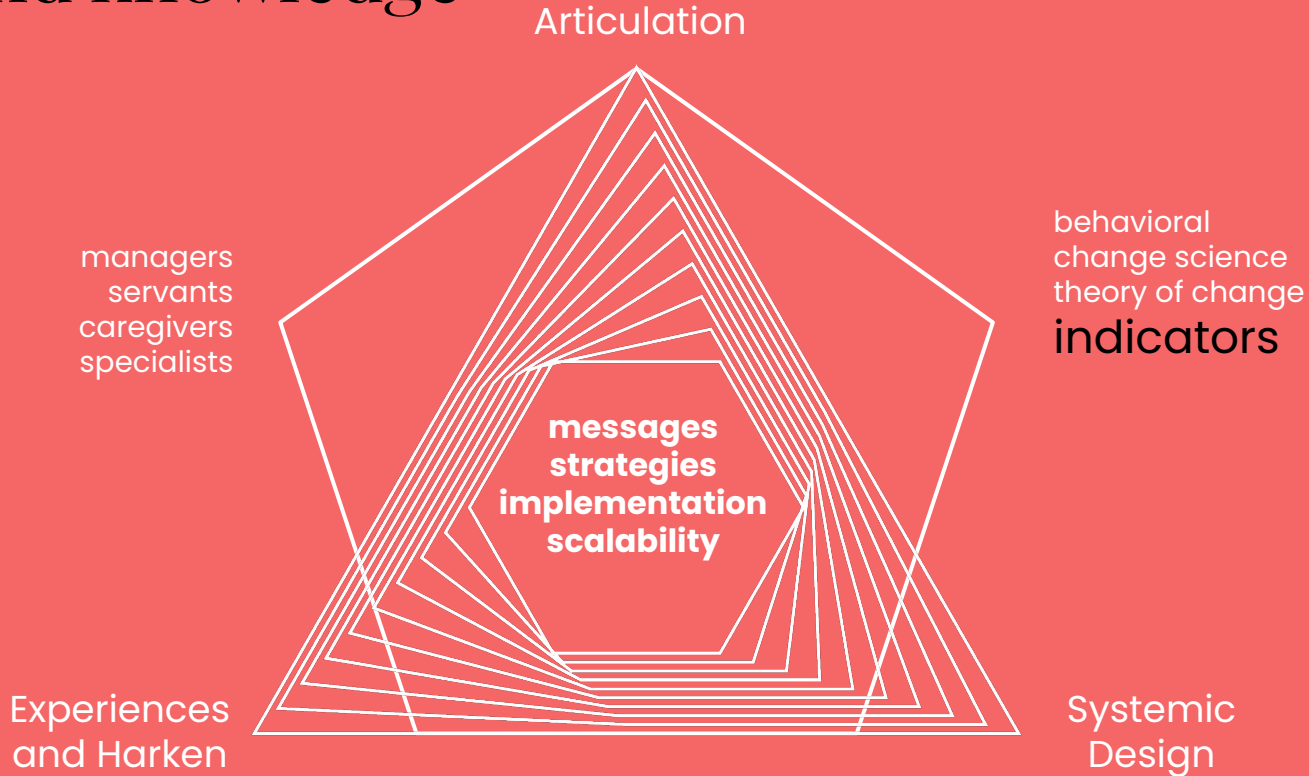 knowledge
Articulation
managers
servants
caregivers
specialists
behavioral
change science
theory of change
indicators
messages
strategies
implementation
scalability
Experiences
and Harken
Systemic
Design